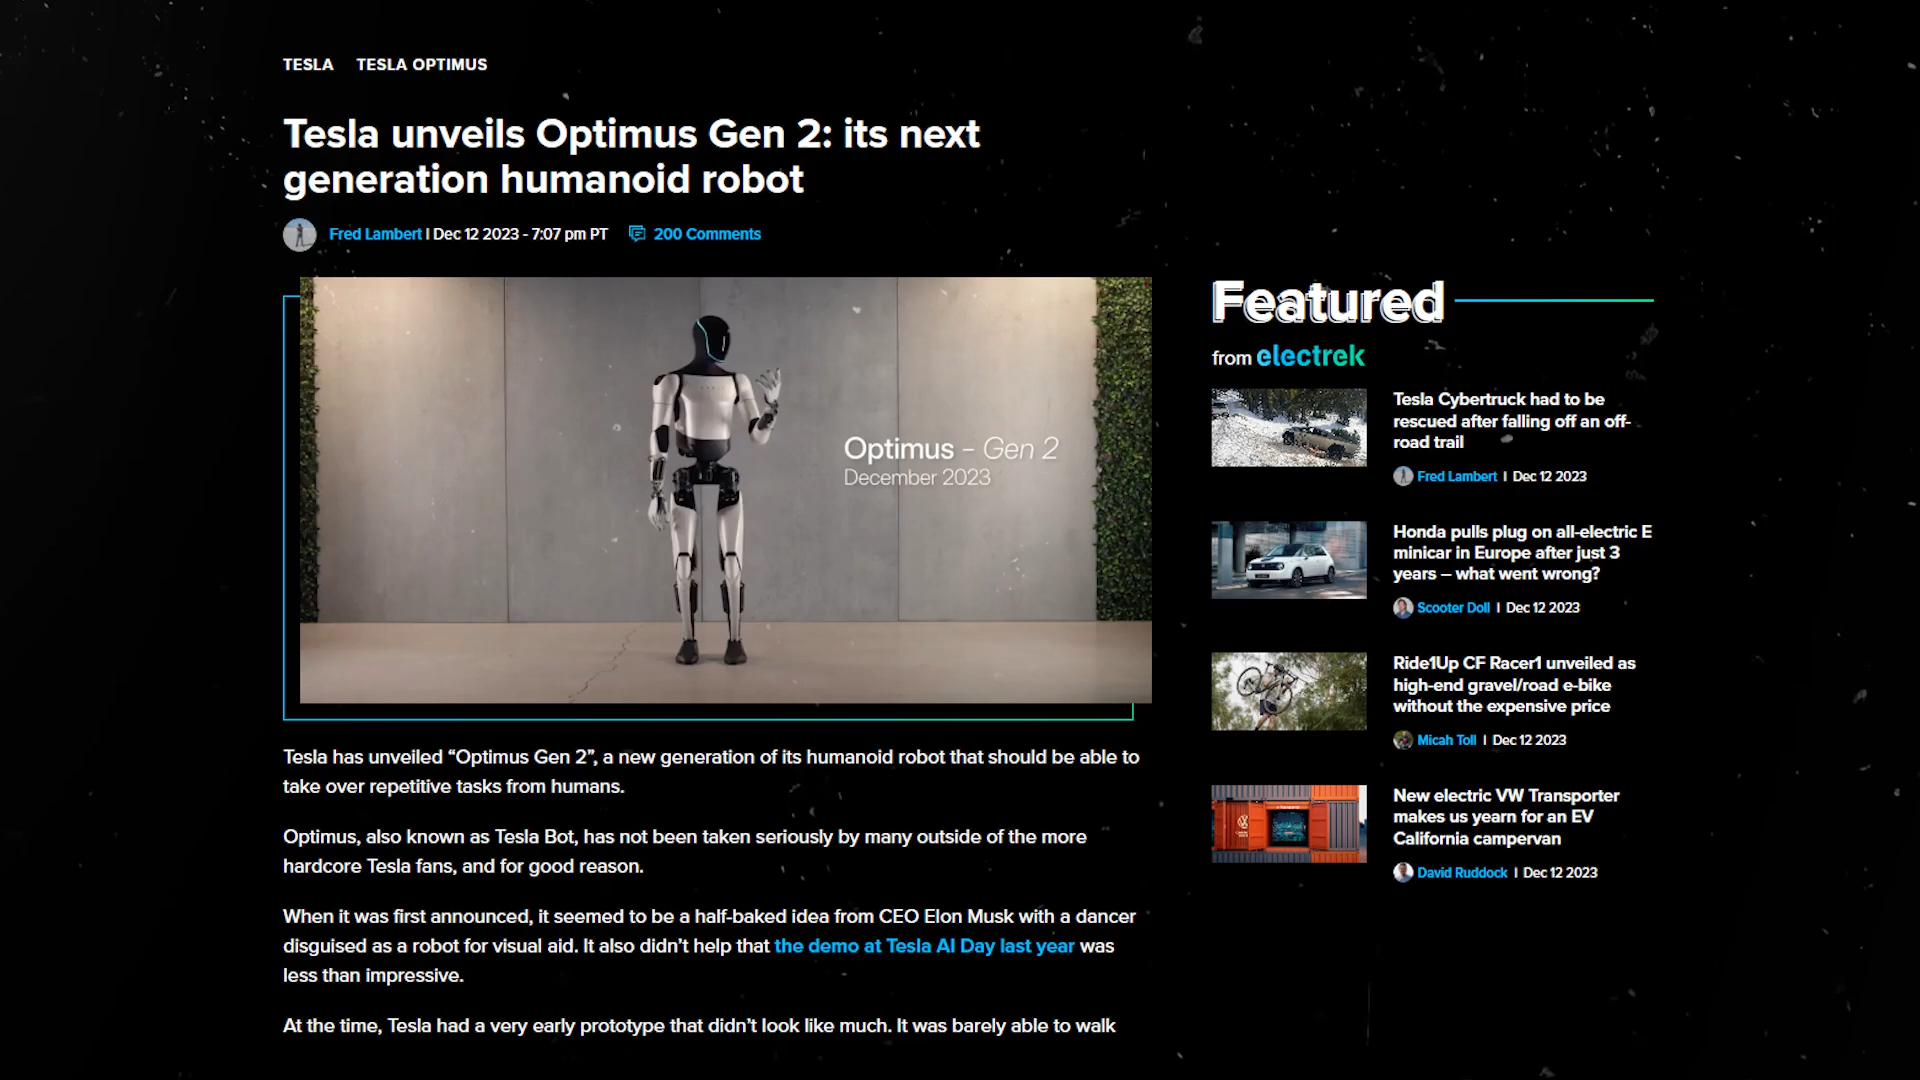 TESLA TESLA OPTIMUS
Tesla unveils Optimus Gen 2: its next
generation humanoid robot
Fred Lambert | Dec 12 2023 - 7:07 pm PT 200 Comments
Optimus – Gen 2
December 2023
Tesla has unveiled “Optimus Gen 2”, a new generation of its humanoid robot that should be able to
take over repetitive tasks from humans.
Optimus, also known as Tesla Bot, has not been taken seriously by many outside of the more
hardcore Tesla fans, and for good reason.
When it was first announced, it seemed to be a half-baked idea from CEO Elon Musk with a dancer
disguised as a robot for visual aid. It also didn’t help that the demo at Tesla AI Day last year was
less than impressive.
At the time, Tesla had a very early prototype that didn’t look like much. It was barely able to walk
Featured
from electrek
Tesla Cybertruck had to be
rescued after falling off an off-
road trail
Fred Lambert | Dec 12 2023
Honda pulls plug on all-electric E
minicar in Europe after just 3
years – what went wrong?
Scooter Doll | Dec 12 2023
Ride1Up CF Racer1 unveiled as
high-end gravel/road e-bike
without the expensive price
Micah Toll | Dec 12 2023
New electric VW Transporter
makes us yearn for an EV
California campervan
David Ruddock | Dec 12 2023